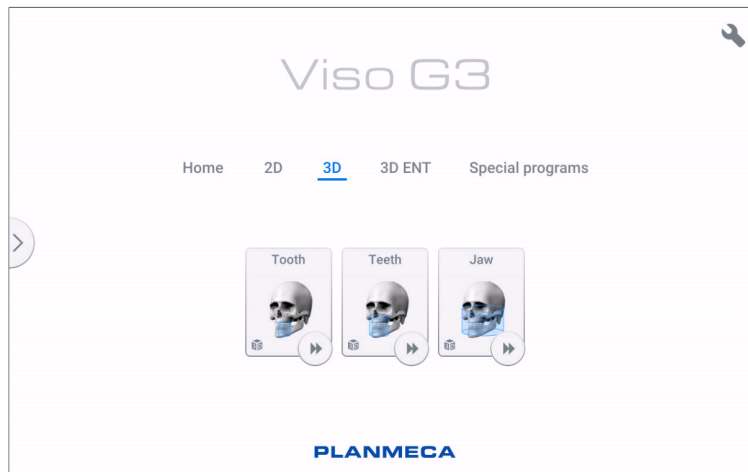 Viso G3
Home 2D 3D 3D ENT Special programs
Tooth Teeth Jaw
PLANMECA